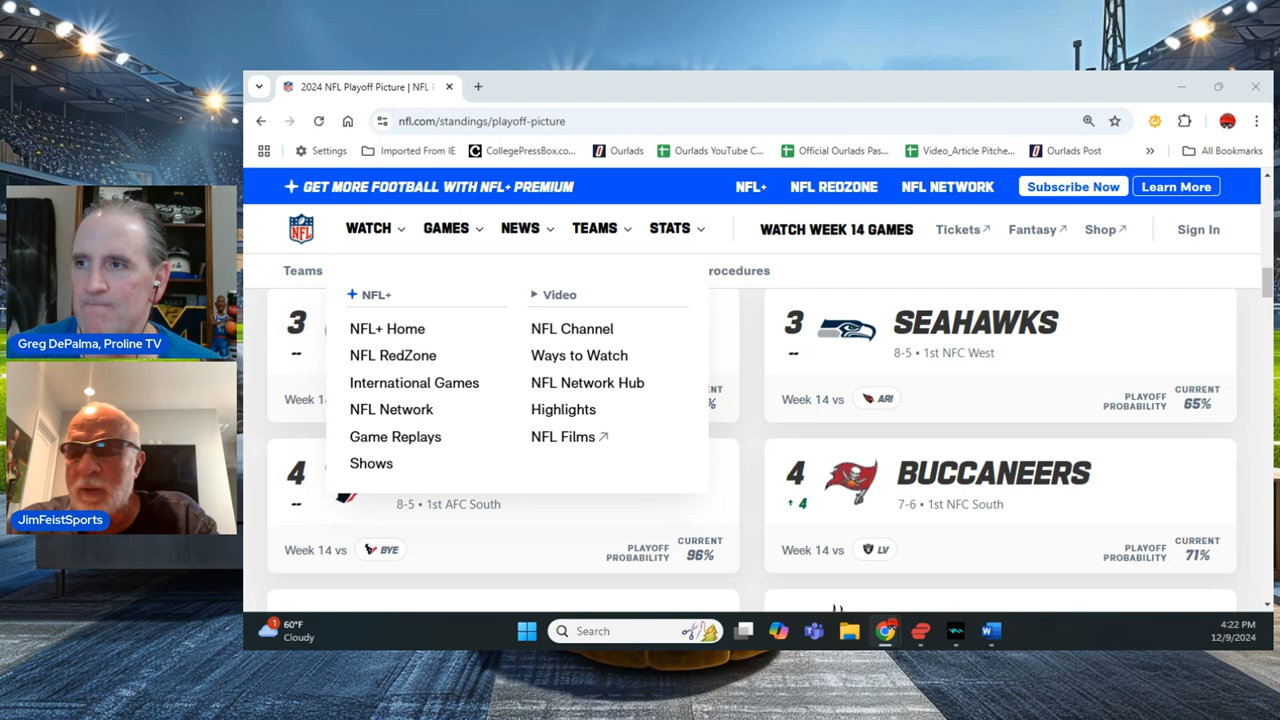 2024 NFL Playoff Picture | NFL
nfl.com/standings/playoff-picture
Settings
Imported From IE
CollegePressBox.co...
Ourlads
Ourlads YouTube C...
Official Ourlads Pas...
Video_Article Pitche...
Ourlads Post
All Bookmarks
GET MORE FOOTBALL WITH NFL+ PREMIUM
NFL+
NFL REDZONE
NFL NETWORK
Subscribe Now
Learn More
NFL
WATCH
GAMES
NEWS
TEAMS
STATS
WATCH WEEK 14 GAMES
Tickets
Fantasy
Shop
Sign In
Teams
rocedures
NFL+
NFL+ Home
NFL RedZone
International Games
NFL Network
Game Replays
Shows
Video
NFL Channel
Ways to Watch
NFL Network Hub
Highlights
NFL Films
3
--
Week 1
NT
%
3
--
SEAHAWKS
8-5 • 1st NFC West
Week 14 vs
ARI
PLAYOFF
PROBABILITY
CURRENT
65%
4
--
8-5 • 1st AFC South
Week 14 vs
BYE
PLAYOFF
PROBABILITY
CURRENT
96%
4
4
BUCCANEERS
7-6 • 1st NFC South
Week 14 vs
LV
PLAYOFF
PROBABILITY
CURRENT
71%
Greg DePalma, Proline TV
JimFeistSports
1
60°F
Cloudy
Search
4:22 PM
12/9/2024